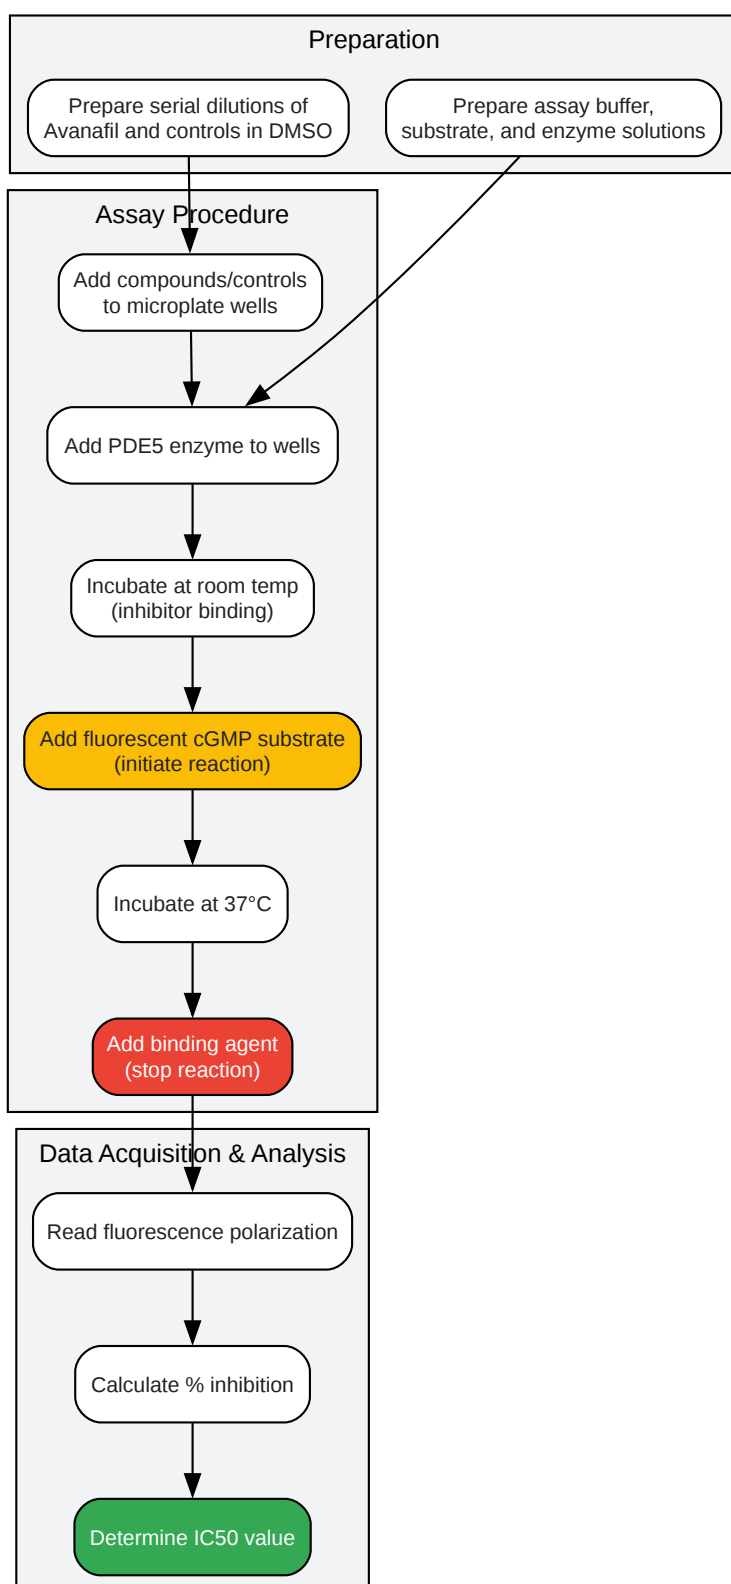 Preparation
Prepare serial dilutions of
Avanafil and controls in DMSO
Prepare assay buffer,
substrate, and enzyme solutions
Assay Procedure
Add compounds/controls
to microplate wells
Add PDE5 enzyme to wells
Incubate at room temp
(inhibitor binding)
Add fluorescent cGMP substrate
(initiate reaction)
Incubate at 37°C
Add binding agent
(stop reaction)
Data Acquisition & Analysis
Read fluorescence polarization
Calculate % inhibition
Determine IC50 value